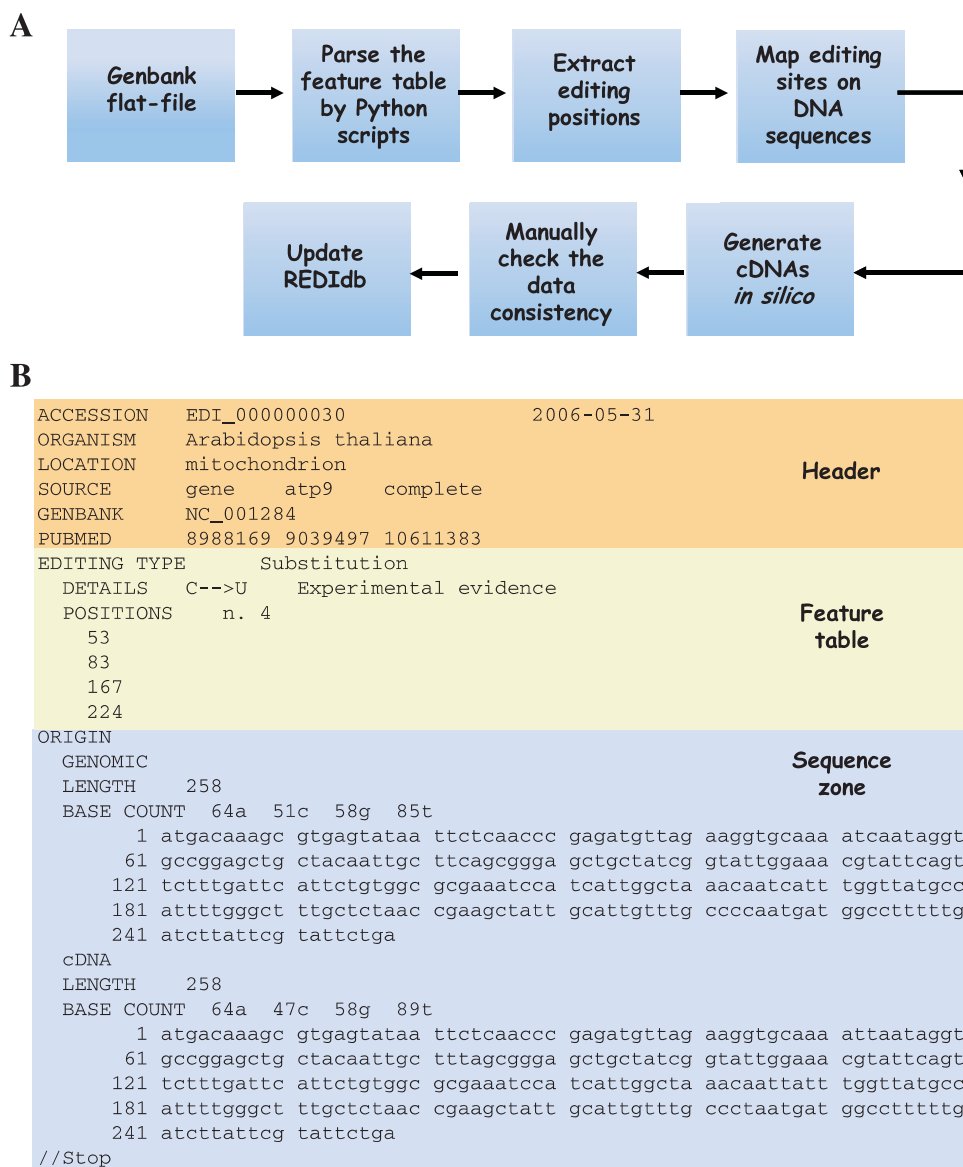 A
Genbank
flat-file
Parse the
feature table
by Python
scripts
Extract
editing
positions
Map editing
sites on
DNA
sequences
Generate
cDNAs
in silico
Manually
check the
data
consistency
Update
REDIdb
B
ACCESSION EDI_000000030 2006-05-31
ORGANISM Arabidopsis thaliana
LOCATION mitochondrion
SOURCE gene atp9 complete
GENBANK NC_001284
PUBMED 8988169 9039497 10611383
Header
EDITING TYPE Substitution
DETAILS C-->U Experimental evidence
POSITIONS n. 4
53
83
167
224
Feature
table
ORIGIN
GENOMIC
LENGTH 258
BASE COUNT 64a 51c 58g 85t
1 atgacaaagc gtgagtataa ttctcaaccc gagatgttag aaggtgcaaa atcaataggt
61 gccggagctg ctacaattgc ttcagcggga gctgctatcg gtattggaaa cgtattcagt
121 tctttgattc attctgtggc gcgaaatcca tcattggcta aacaatcatt tggttatgcc
181 attttgggct ttgctctaac cgaagctatt gcattgtttg ccccaatgat ggcctttttg
241 atcttattcg tattctga
Sequence
zone
cDNA
LENGTH 258
BASE COUNT 64a 47c 58g 89t
1 atgacaaagc gtgagtataa ttctcaaccc gagatgttag aaggtgcaaa attaataggt
61 gccggagctg ctacaattgc tttagcggga gctgctatcg gtattggaaa cgtattcagt
121 tctttgattc attctgtggc gcgaaatcca tcattggcta aacaattatt tggttatgcc
181 attttgggct ttgctctaac cgaagctatt gcattgtttg ccctaatgat ggcctttttg
241 atcttattcg tattctga
//Stop